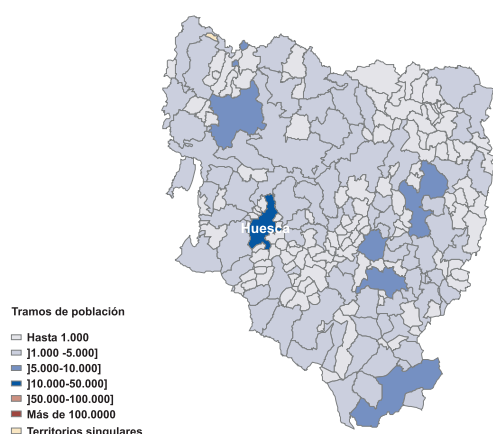 Huesca
Tramos de población
Hasta 1.000
]1.000 -5.000]
]5.000-10.000]
]10.000-50.000]
]50.000-100.000]
Más de 100.0000
Territorios singulares